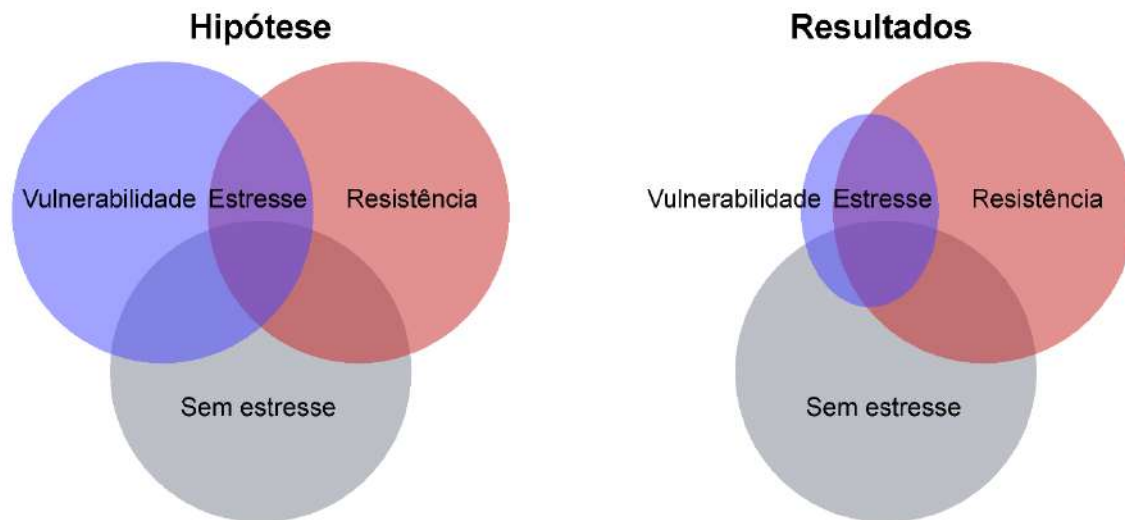 Hipótese
Vulnerabilidade Estresse Resistência
Sem estresse
Resultados
Vulnerabilidade Estresse Resistência
Sem estresse